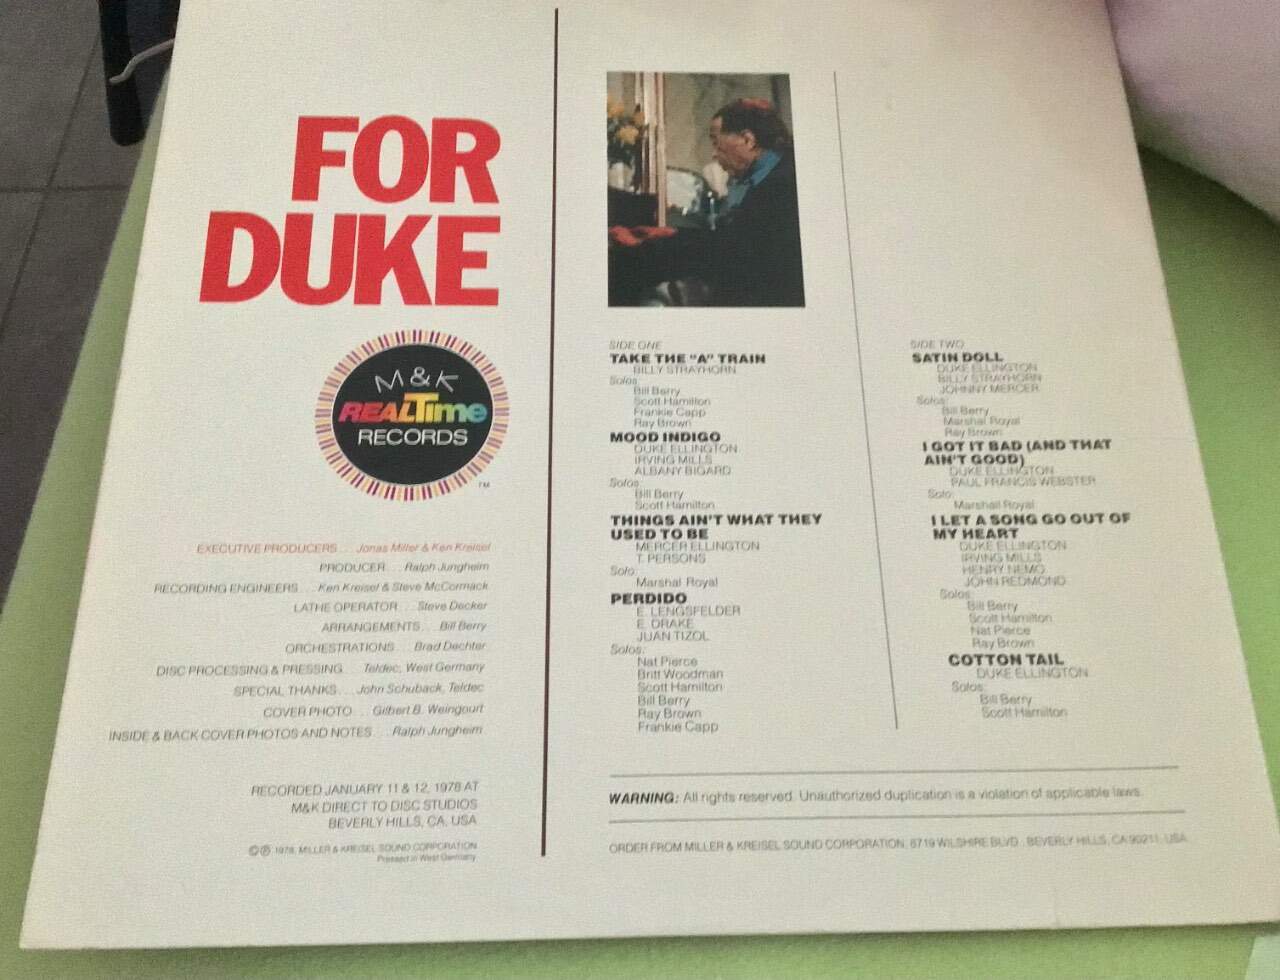 FOR
DUKE
M&K
REALTime
RECORDS
TM
EXECUTIVE PRODUCERS . . . Jonas Miller & Ken Kreisel
PRODUCER . . . Ralph Jungheim
RECORDING ENGINEERS . . . Ken Kreisel & Steve McCormack
LATHE OPERATOR . . . Steve Decker
ARRANGEMENTS . . . Bill Berry
ORCHESTRATIONS . . . Brad Dechter
DISC PROCESSING & PRESSING . . . Teldec, West Germany
SPECIAL THANKS . . . John Schuback, Teldec
COVER PHOTO . . . Gilbert B. Weingourt
INSIDE & BACK COVER PHOTOS AND NOTES . . . Ralph Jungheim
RECORDED JANUARY 11 & 12, 1978 AT
M&K DIRECT TO DISC STUDIOS
BEVERLY HILLS, CA. USA
©℗ 1978, MILLER & KREISEL SOUND CORPORATION
Pressed in West Germany
SIDE ONE
TAKE THE "A" TRAIN
BILLY STRAYHORN
Solos:
Bill Berry
Scott Hamilton
Frankie Capp
Ray Brown
MOOD INDIGO
DUKE ELLINGTON
IRVING MILLS
ALBANY BIGARD
Solos:
Bill Berry
Scott Hamilton
THINGS AIN'T WHAT THEY
USED TO BE
MERCER ELLINGTON
T. PERSONS
Solo:
Marshal Royal
PERDIDO
E. LENGSFELDER
E. DRAKE
JUAN TIZOL
Solos:
Nat Pierce
Britt Woodman
Scott Hamilton
Bill Berry
Ray Brown
Frankie Capp
SIDE TWO
SATIN DOLL
DUKE ELLINGTON
BILLY STRAYHORN
JOHNNY MERCER
Solos:
Bill Berry
Marshal Royal
Ray Brown
I GOT IT BAD (AND THAT
AIN'T GOOD)
DUKE ELLINGTON
PAUL FRANCIS WEBSTER
Solo:
Marshall Royal
I LET A SONG GO OUT OF
MY HEART
DUKE ELLINGTON
IRVING MILLS
HENRY NEMO
JOHN REDMOND
Solos:
Bill Berry
Scott Hamilton
Nat Pierce
Ray Brown
COTTON TAIL
DUKE ELLINGTON
Solos:
Bill Berry
Scott Hamilton
WARNING: All rights reserved. Unauthorized duplication is a violation of applicable laws.
ORDER FROM MILLER & KREISEL SOUND CORPORATION, 8719 WILSHIRE BLVD., BEVERLY HILLS, CA 90211, USA